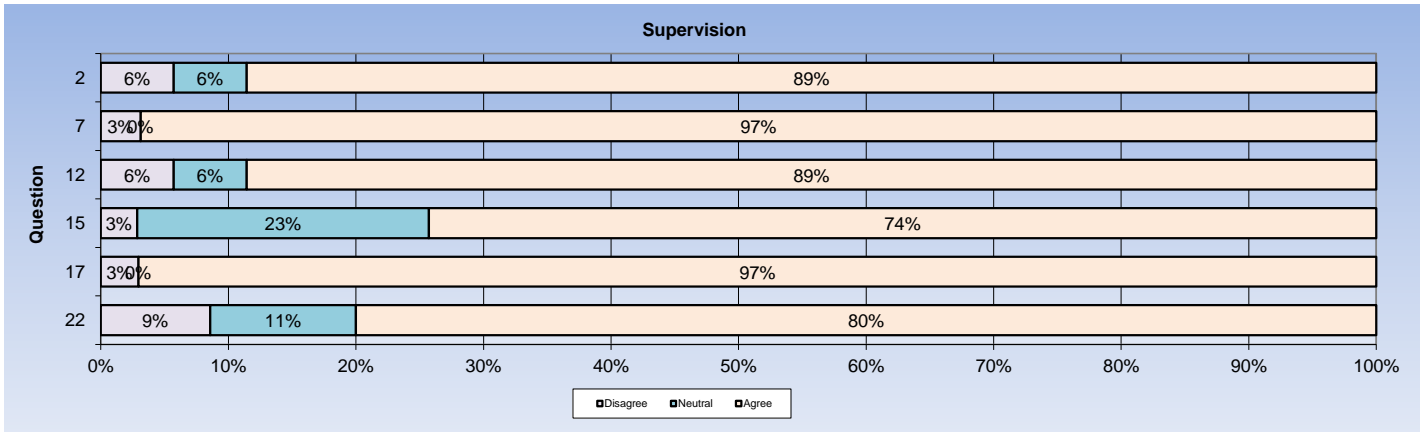 Supervision
Question
2 6% 6% 89%
7 3% 0% 97%
12 6% 6% 89%
15 3% 23% 74%
17 3% 0% 97%
22 9% 11% 80%
0% 10% 20% 30% 40% 50% 60% 70% 80% 90% 100%
Disagree Neutral Agree